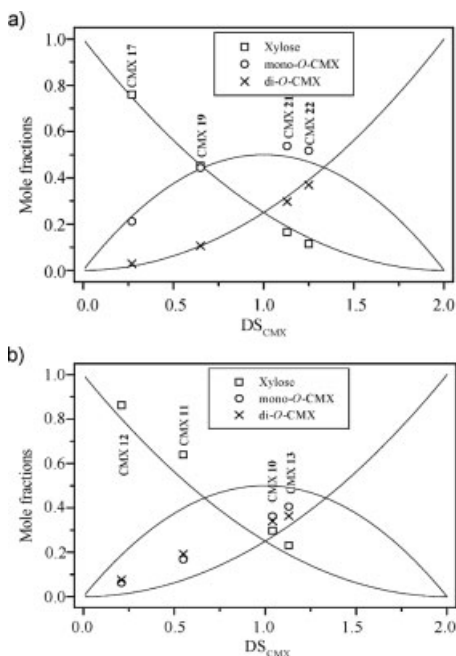 a)
Mole fractions
1.0
0.8
0.6
0.4
0.2
0.0
Xylose
mono-O-CMX
di-O-CMX
CMX 17
CMX 19
CMX 21
CMX 22
0.0
0.5
1.0
1.5
2.0
DSCMX
b)
Mole fractions
1.0
0.8
0.6
0.4
0.2
0.0
Xylose
mono-O-CMX
di-O-CMX
CMX 12
CMX 11
CMX 10
CMX 13
0.0
0.5
1.0
1.5
2.0
DSCMX